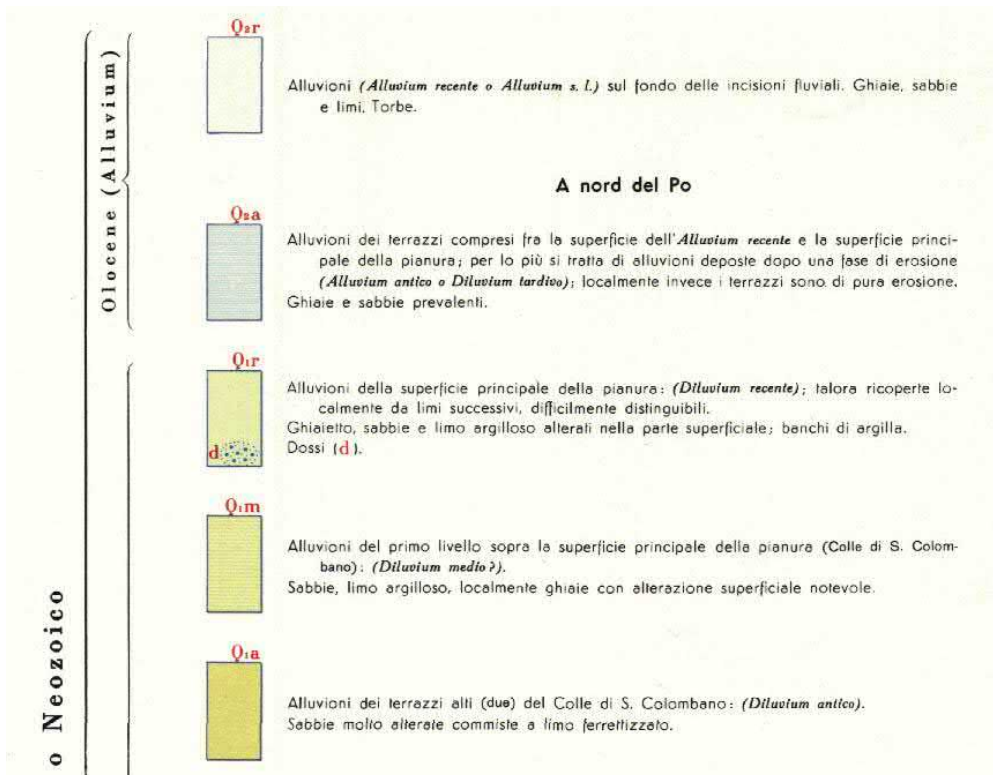 Q₂r
Alluvioni (Alluvium recente o Alluvium s. l.) sul fondo delle incisioni fluviali. Ghiaie, sabbie
e limi. Torbe.
A nord del Po
Q₂a
Alluvioni dei terrazzi compresi fra la superficie dell'Alluvium recente e la superficie princi-
pale della pianura; per lo più si tratta di alluvioni deposte dopo una fase di erosione
(Alluvium antico o Diluvium tardivo); localmente invece i terrazzi sono di pura erosione.
Ghiaie e sabbie prevalenti.
Olocene (Alluvium)
Q₁r
Alluvioni della superficie principale della pianura: (Diluvium recente); talora ricoperte lo-
calmente da limi successivi, difficilmente distinguibili.
Ghiaietto, sabbie e limo argilloso alterati nella parte superficiale; banchi di argilla.
d
Dossi (d).
Q₁m
Alluvioni del primo livello sopra la superficie principale della pianura (Colle di S. Colom-
bano): (Diluvium medio ?).
Sabbie, limo argilloso, localmente ghiaie con alterazione superficiale notevole.
Q₁a
Alluvioni dei terrazzi alti (due) del Colle di S. Colombano: (Diluvium antico).
Sabbie molto alterate commiste a limo ferrettizzato.
o Neozoico